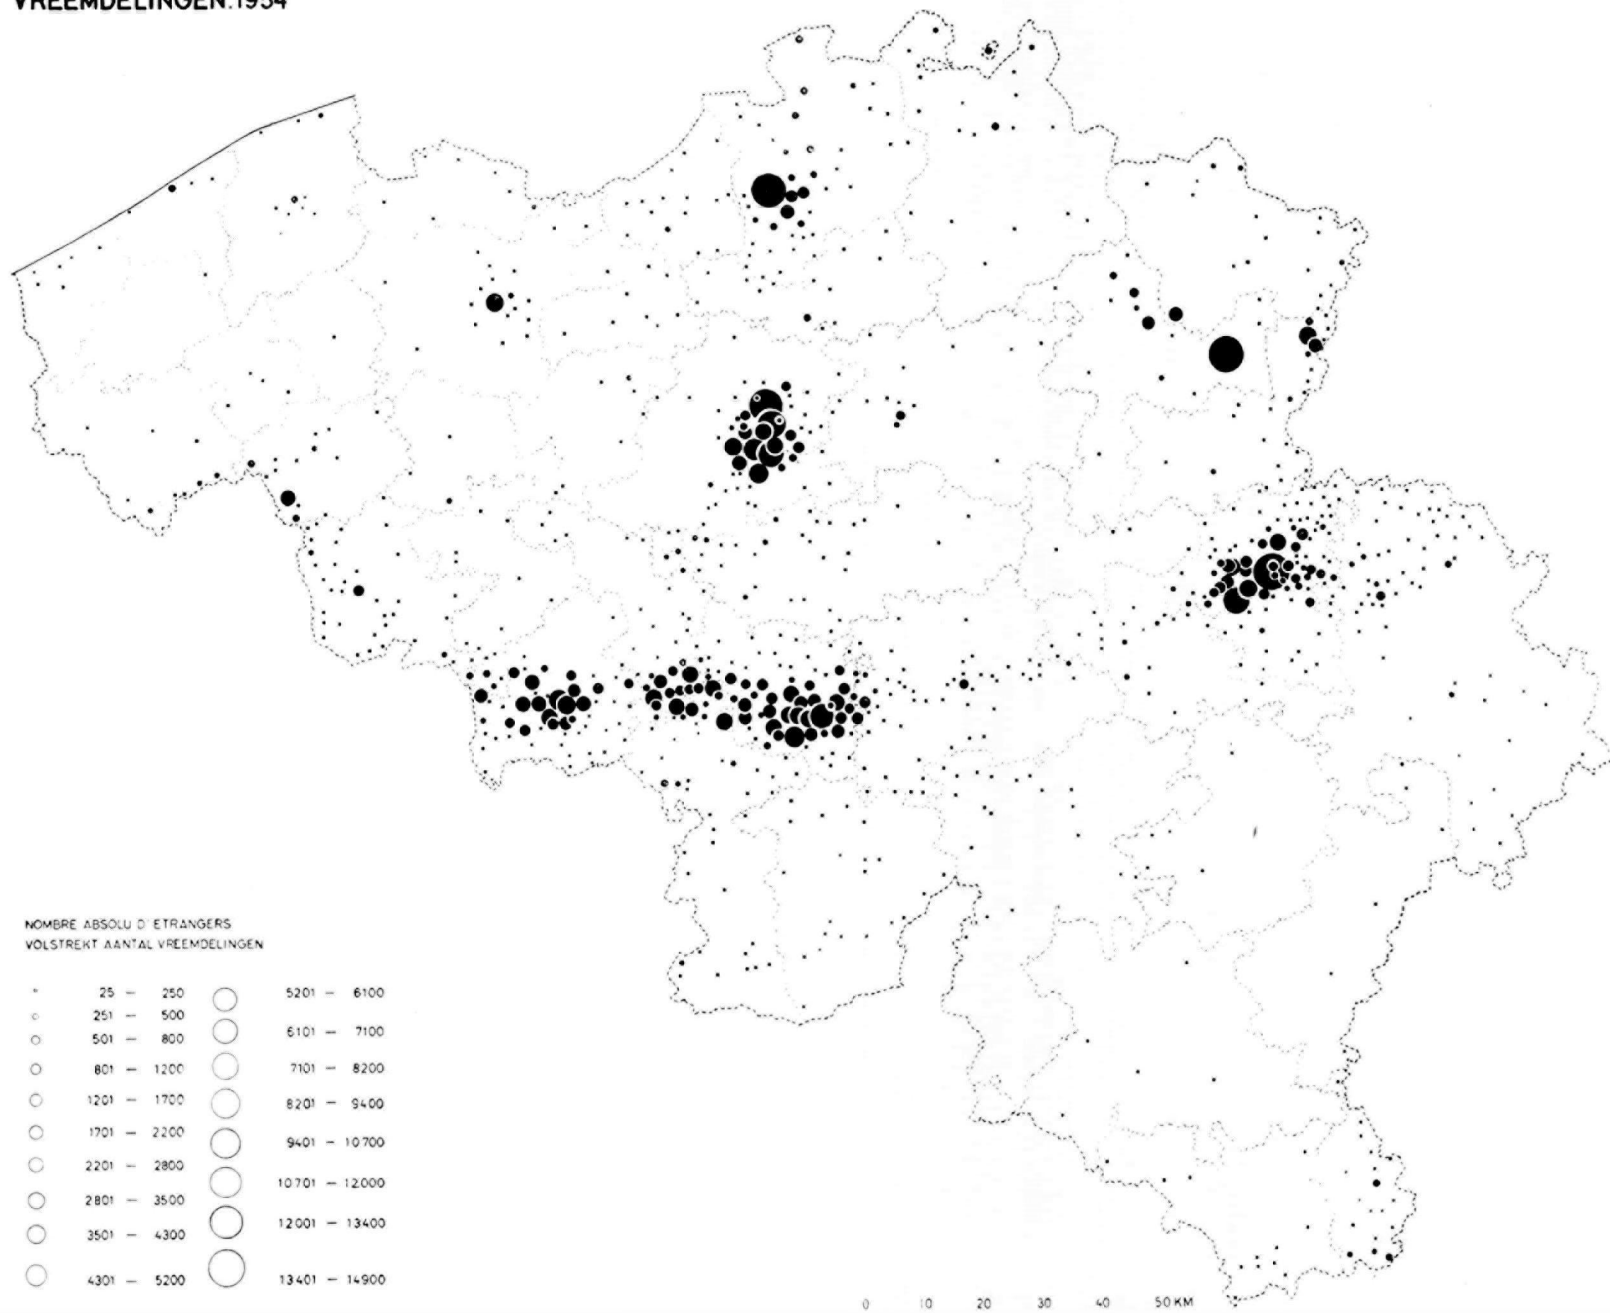 VREEMDELINGEN.1954
NOMBRE ABSOLU D'ETRANGERS
VOLSTREKT AANTAL VREEMDELINGEN
25 – 250
251 – 500
501 – 800
801 – 1200
1201 – 1700
1701 – 2200
2201 – 2800
2801 – 3500
3501 – 4300
4301 – 5200
5201 – 6100
6101 – 7100
7101 – 8200
8201 – 9400
9401 – 10700
10701 – 12000
12001 – 13400
13401 – 14900
0 10 20 30 40 50 KM